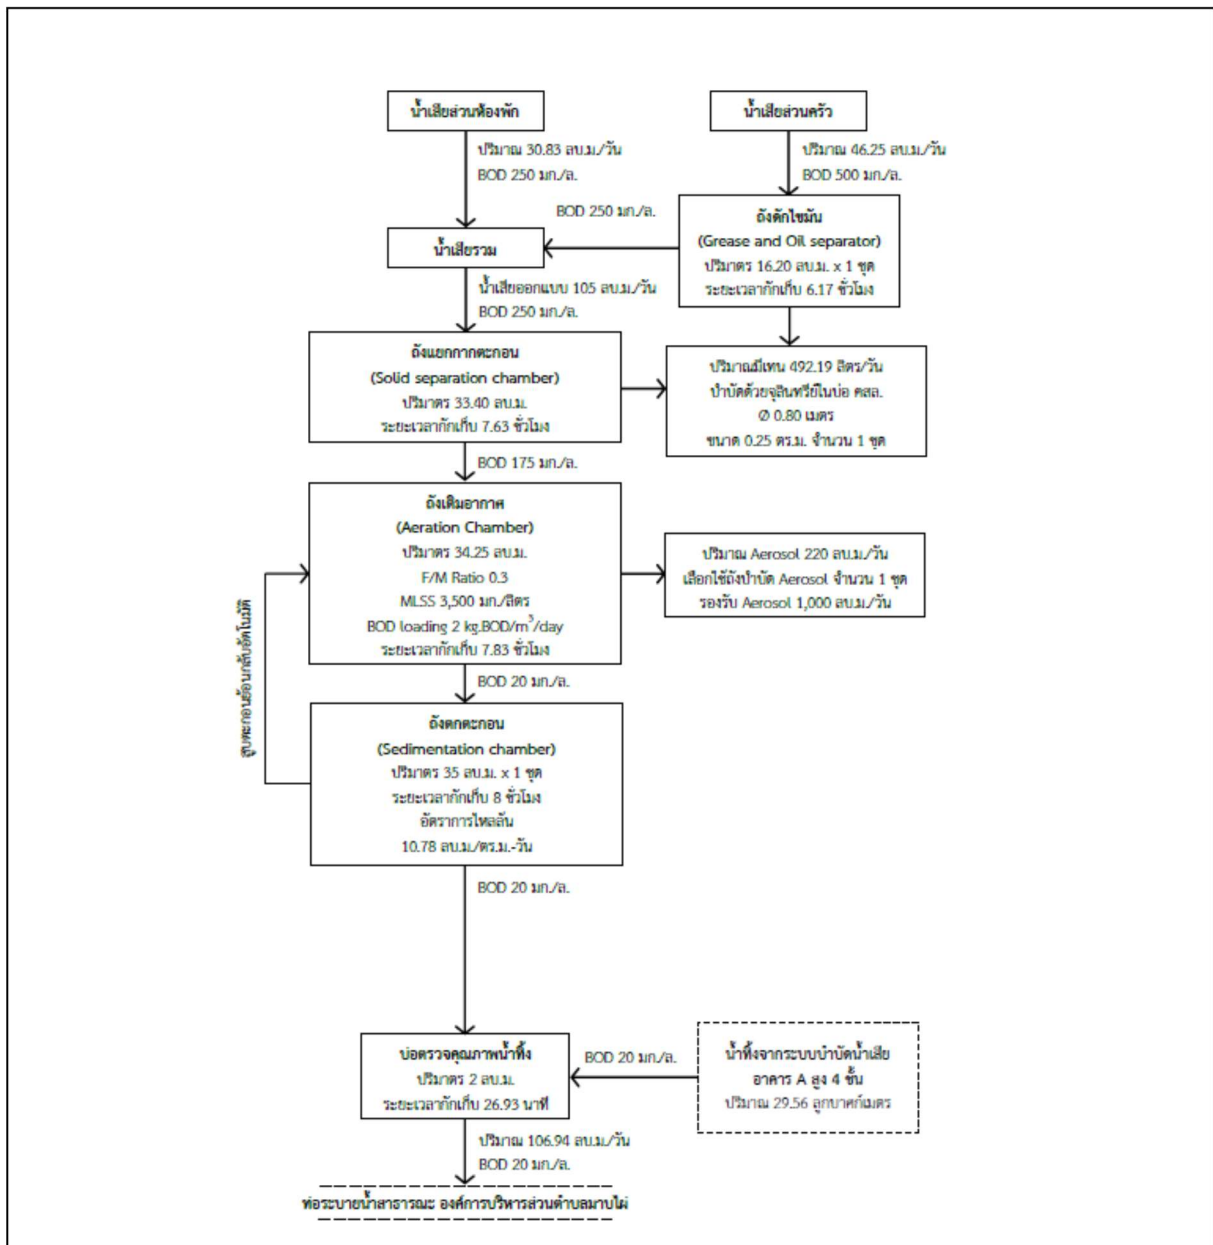 น้ำเสียส่วนห้องพัก
น้ำเสียส่วนครัว
ปริมาณ 30.83 ลบ.ม./วัน
BOD 250 มก./ล.
ปริมาณ 46.25 ลบ.ม./วัน
BOD 500 มก./ล.
BOD 250 มก./ล.
ถังดักไขมัน
(Grease and Oil separator)
ปริมาตร 16.20 ลบ.ม. x 1 ชุด
ระยะเวลากักเก็บ 6.17 ชั่วโมง
น้ำเสียรวม
น้ำเสียออกแบบ 105 ลบ.ม./วัน
BOD 250 มก./ล.
ถังแยกกากตะกอน
(Solid separation chamber)
ปริมาตร 33.40 ลบ.ม.
ระยะเวลากักเก็บ 7.63 ชั่วโมง
ปริมาณมีเทน 492.19 ลิตร/วัน
บำบัดด้วยจุลินทรีย์ในบ่อ คสล.
Ø 0.80 เมตร
ขนาด 0.25 ตร.ม. จำนวน 1 ชุด
BOD 175 มก./ล.
ถังเติมอากาศ
(Aeration Chamber)
ปริมาตร 34.25 ลบ.ม.
F/M Ratio 0.3
MLSS 3,500 มก./ลิตร
BOD loading 2 kg.BOD/m³/day
ระยะเวลากักเก็บ 7.83 ชั่วโมง
ปริมาณ Aerosol 220 ลบ.ม./วัน
เลือกใช้ถังบำบัด Aerosol จำนวน 1 ชุด
รองรับ Aerosol 1,000 ลบ.ม./วัน
สูบตะกอนย้อนกลับอัตโนมัติ
BOD 20 มก./ล.
ถังตกตะกอน
(Sedimentation chamber)
ปริมาตร 35 ลบ.ม. x 1 ชุด
ระยะเวลากักเก็บ 8 ชั่วโมง
อัตราการไหลล้น
10.78 ลบ.ม./ตร.ม.-วัน
BOD 20 มก./ล.
บ่อตรวจคุณภาพน้ำทิ้ง
ปริมาตร 2 ลบ.ม.
ระยะเวลากักเก็บ 26.93 นาที
BOD 20 มก./ล.
น้ำทิ้งจากระบบบำบัดน้ำเสีย
อาคาร A สูง 4 ชั้น
ปริมาณ 29.56 ลูกบาศก์เมตร
ปริมาณ 106.94 ลบ.ม./วัน
BOD 20 มก./ล.
ท่อระบายน้ำสาธารณะ องค์การบริหารส่วนตำบลมาบไผ่